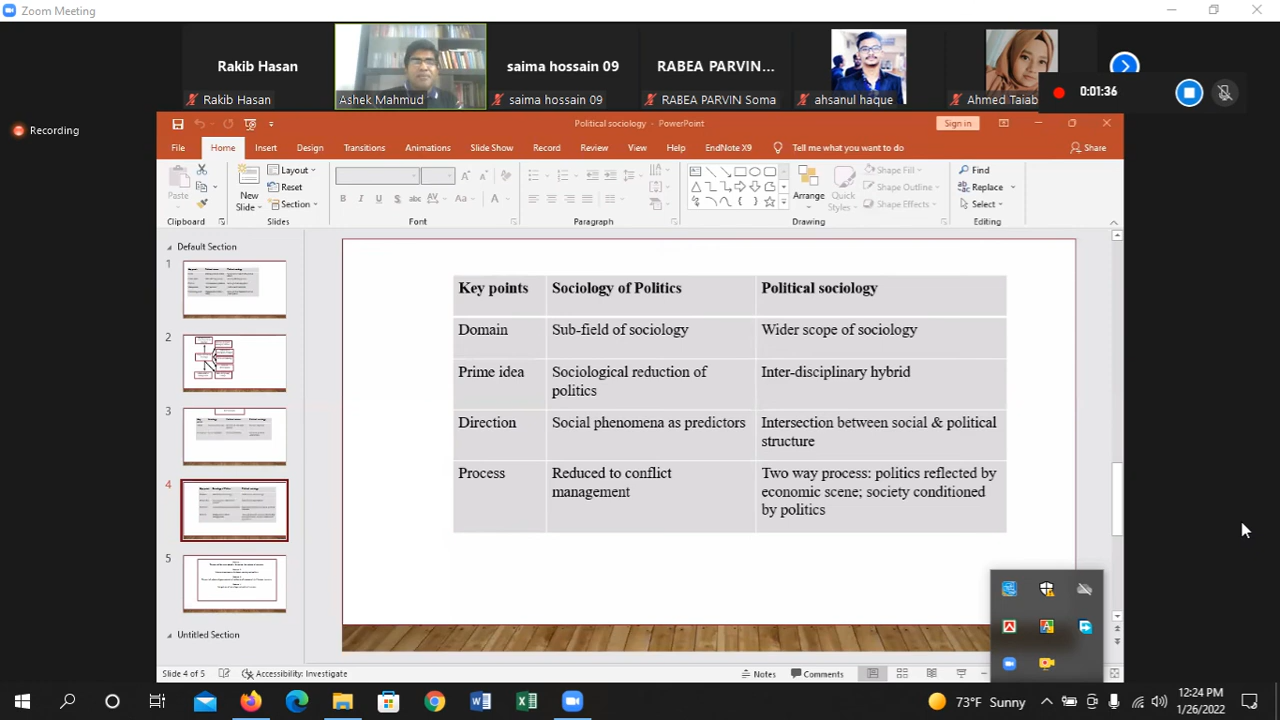 Zoom Meeting
Rakib Hasan
saima hossain 09
RABEA PARVIN...
Rakib Hasan
Ashek Mahmud
saima hossain 09
RABEA PARVIN Soma
ahsanul haque
Ahmed Taiab
0:01:36
Recording
Political sociology - PowerPoint
Sign in
File Home Insert Design Transitions Animations Slide Show Record Review View Help EndNote X9 Tell me what you want to do Share
Paste
New
Slide
Layout
Reset
Section
Arrange
Quick
Styles
Shape Fill
Shape Outline
Shape Effects
Find
Replace
Select
Clipboard Slides Font Paragraph Drawing Editing
Default Section
1
2
3
4
5
Untitled Section
Key points Sociology of Politics Political sociology
Domain Sub-field of sociology Wider scope of sociology
Prime idea Sociological reduction of
politics
Inter-disciplinary hybrid
Direction Social phenomena as predictors Intersection between social & political
structure
Process Reduced to conflict
management
Two way process: politics reflected by
economic scene; society conditioned
by politics
Slide 4 of 5 Accessibility: Investigate Notes Comments
73°F Sunny
12:24 PM
1/26/2022